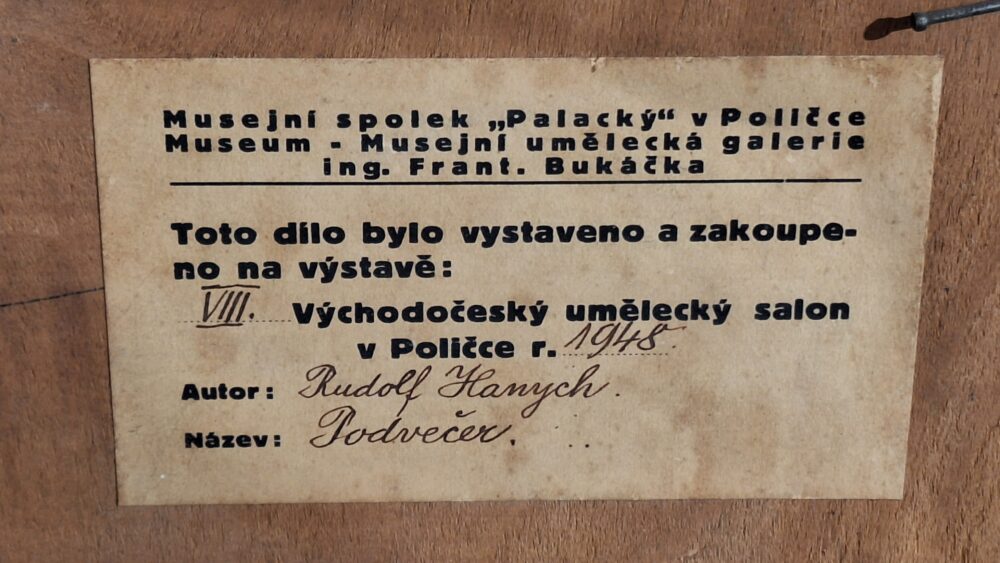 Musejní spolek „Palacký“ v Poličce
Museum - Musejní umělecká galerie
ing. Frant. Bukáčka
Toto dílo bylo vystaveno a zakoupe-
no na výstavě:
VIII. Východočeský umělecký salon
v Poličce r. 1948.
Autor: Rudolf Hanych.
Název: Podvečer.